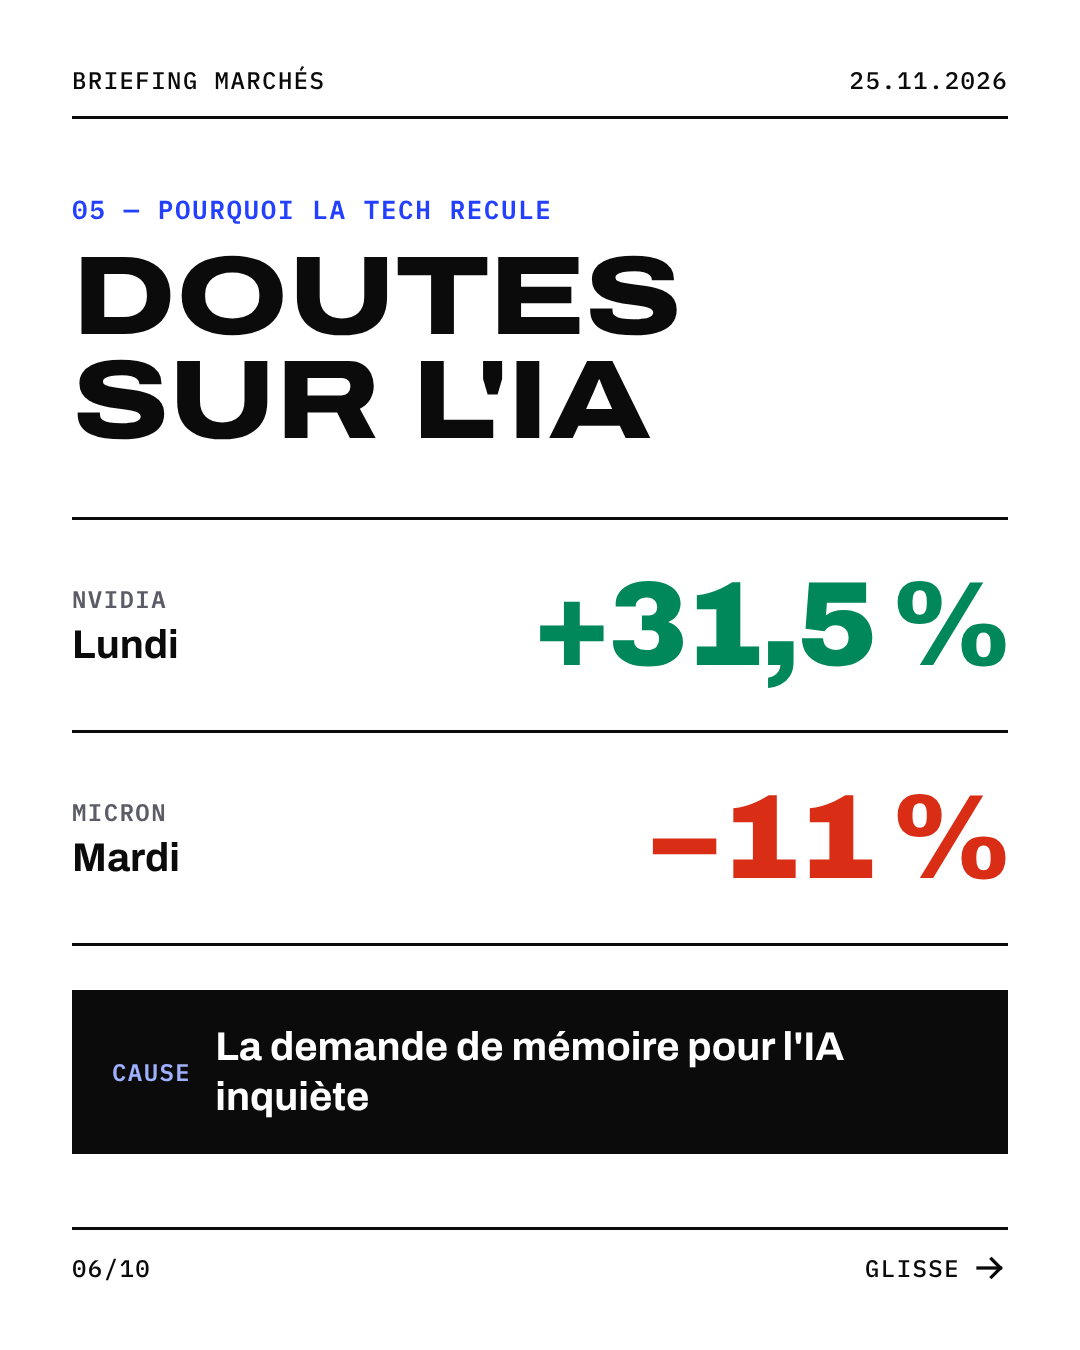 BRIEFING MARCHÉS
25.11.2026
05 — POURQUOI LA TECH RECULE
DOUTES
SUR L'IA
NVIDIA
Lundi
+31,5 %
MICRON
Mardi
−11 %
CAUSE
La demande de mémoire pour l'IA
inquiète
06/10
GLISSE →